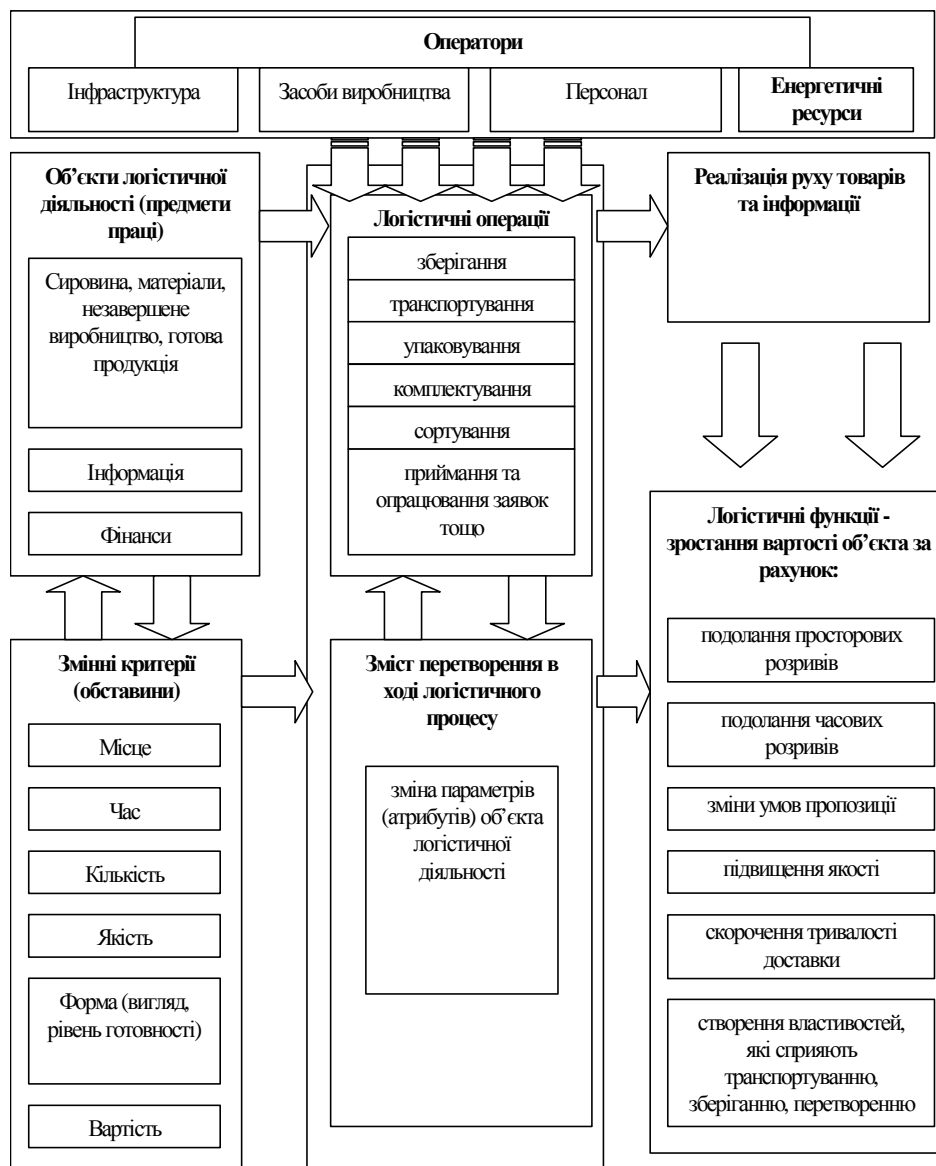 Оператори
Інфраструктура
Засоби виробництва
Персонал
Енергетичні
ресурси
Об’єкти логістичної
діяльності (предмети
праці)
Сировина, матеріали,
незавершене
виробництво, готова
продукція
Інформація
Фінанси
Логістичні операції
зберігання
транспортування
упаковування
комплектування
сортування
приймання та
опрацювання заявок
тощо
Реалізація руху товарів
та інформації
Змінні критерії
(обставини)
Місце
Час
Кількість
Якість
Форма (вигляд,
рівень готовності)
Вартість
Зміст перетворення в
ході логістичного
процесу
зміна параметрів
(атрибутів) об’єкта
логістичної
діяльності
Логістичні функції -
зростання вартості об’єкта за
рахунок:
подолання просторових
розривів
подолання часових
розривів
зміни умов пропозиції
підвищення якості
скорочення тривалості
доставки
створення властивостей,
які сприяють
транспортуванню,
зберіганню, перетворенню